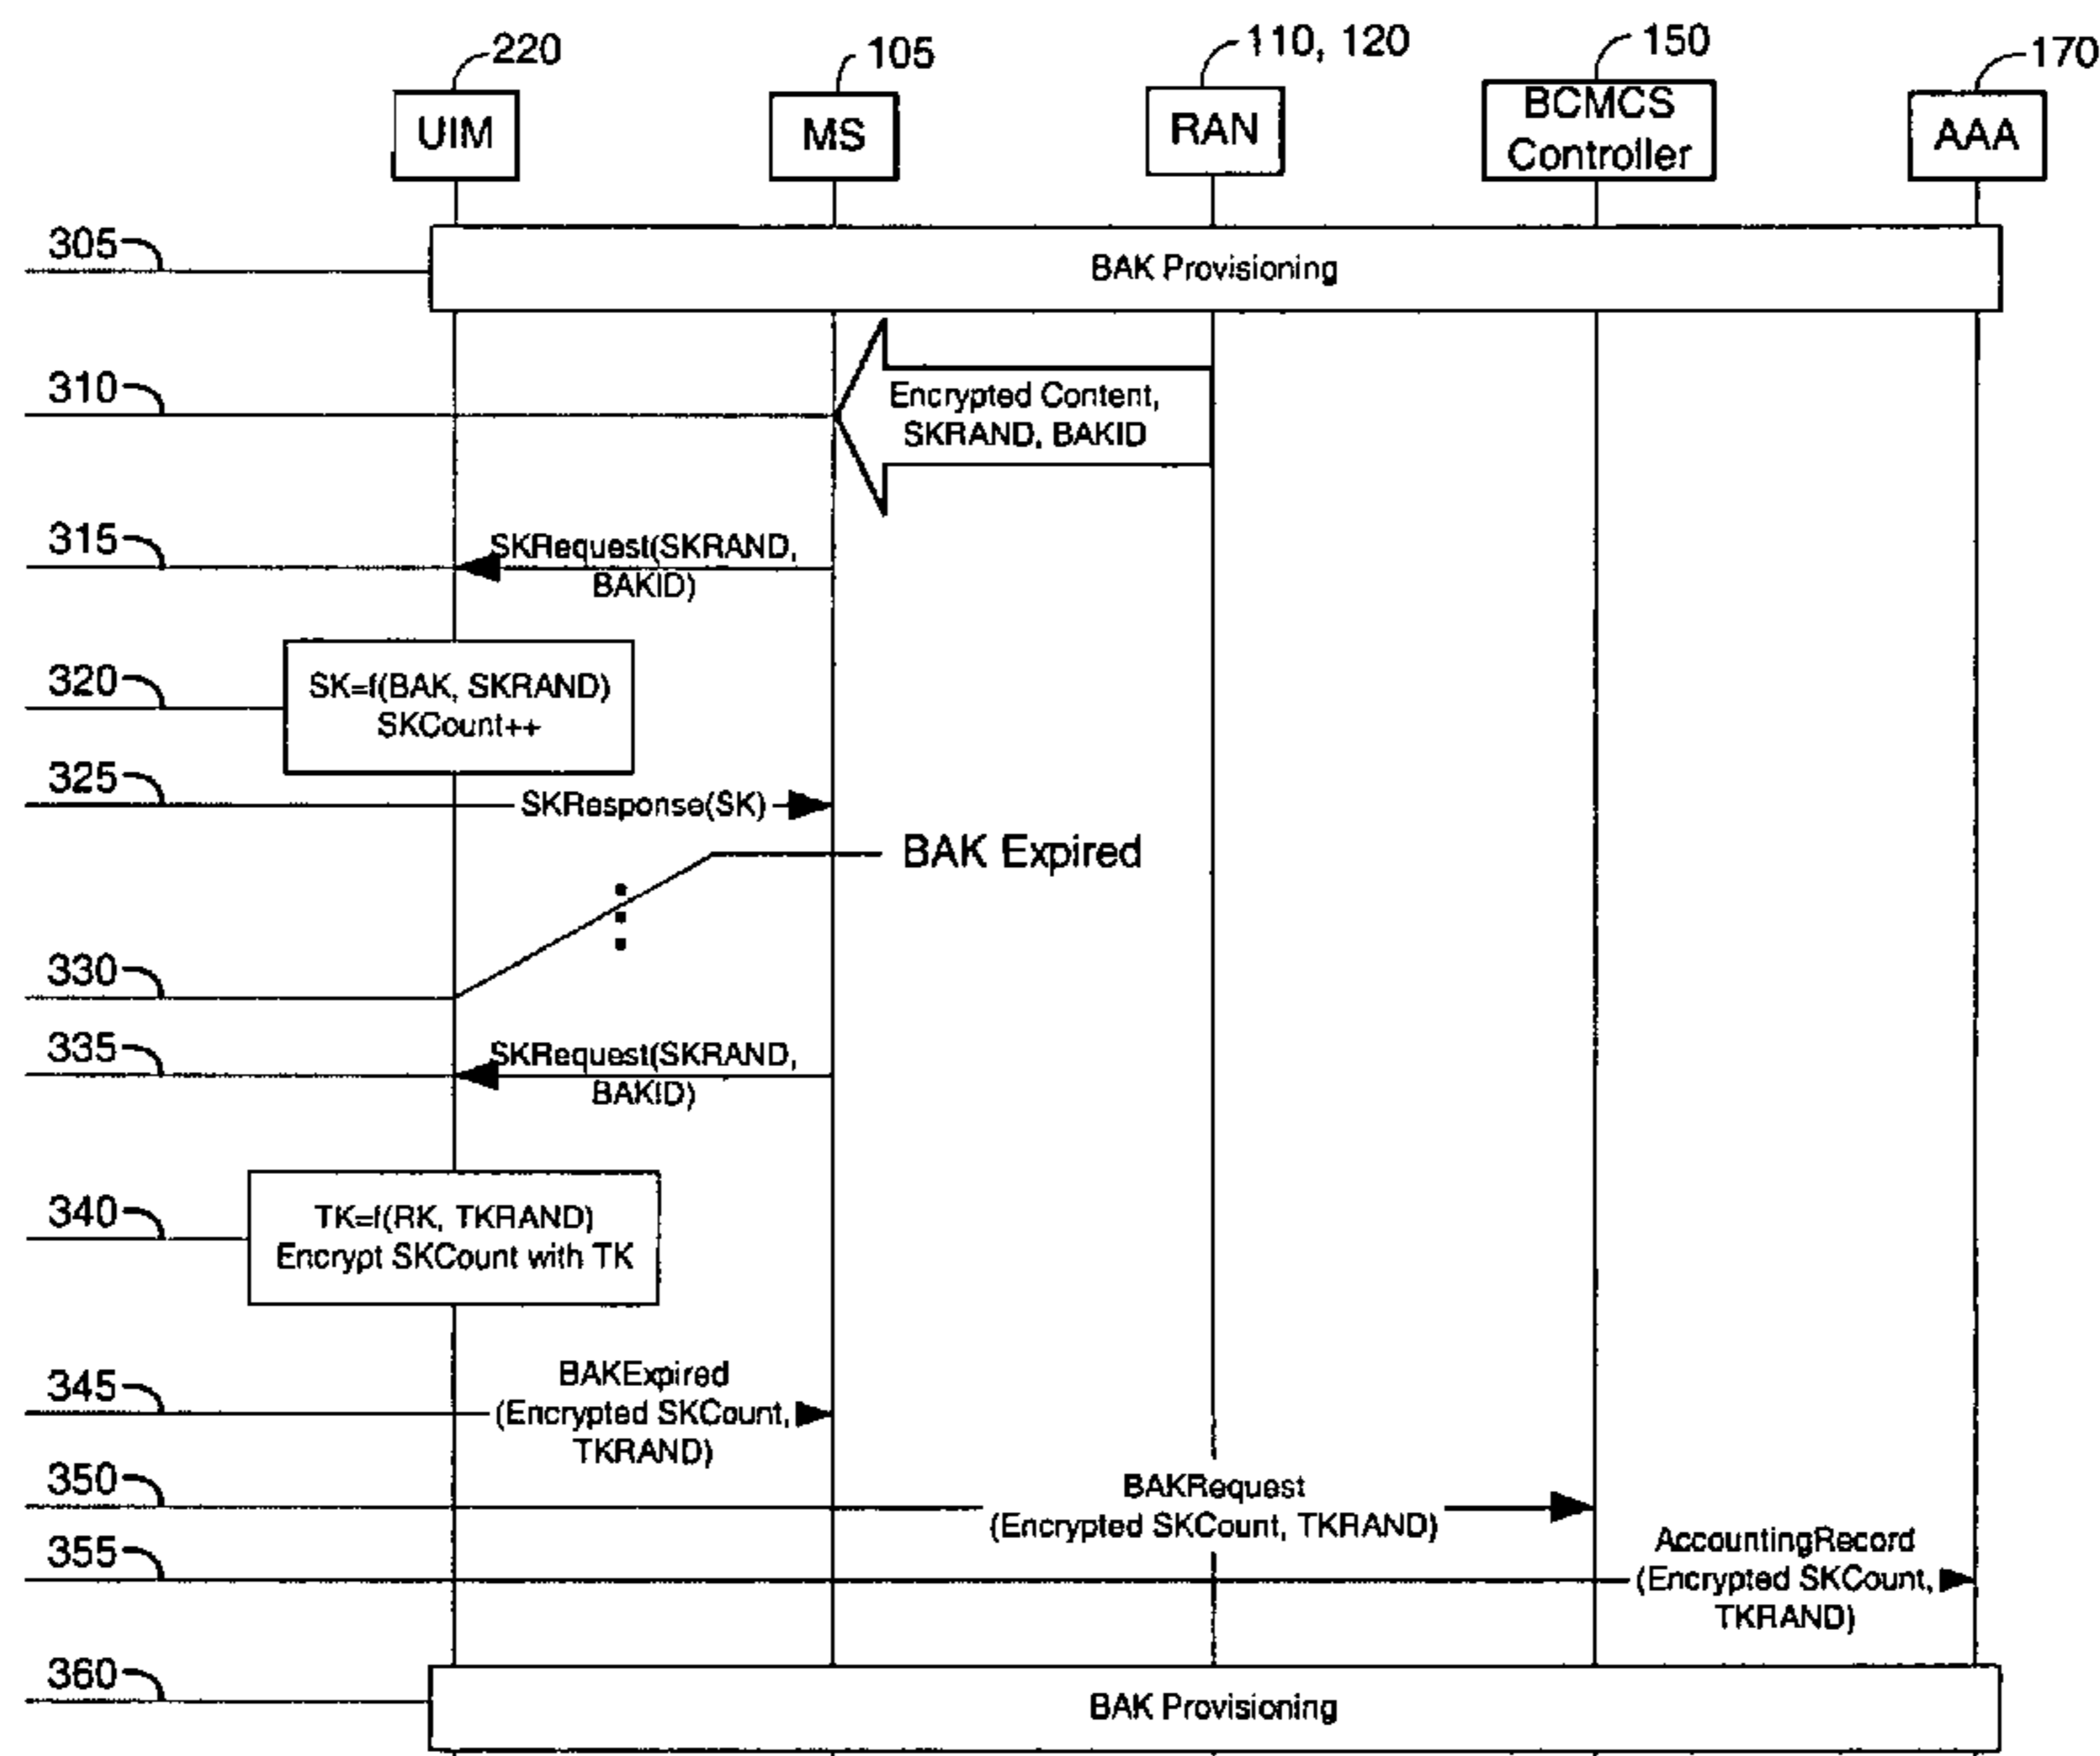 220
105
110, 120
150
170
UIM
MS
RAN
BCMCS
Controller
AAA
305
BAK Provisioning
310
Encrypted Content,
SKRAND, BAKID
315
SKRequest(SKRAND,
BAKID)
320
SK=f(BAK, SKRAND)
SKCount++
325
SKResponse(SK)
BAK Expired
330
335
SKRequest(SKRAND,
BAKID)
340
TK=f(RK, TKRAND)
Encrypt SKCount with TK
345
BAKExpired
(Encrypted SKCount,
TKRAND)
350
BAKRequest
(Encrypted SKCount, TKRAND)
355
AccountingRecord
(Encrypted SKCount,
TKRAND)
360
BAK Provisioning